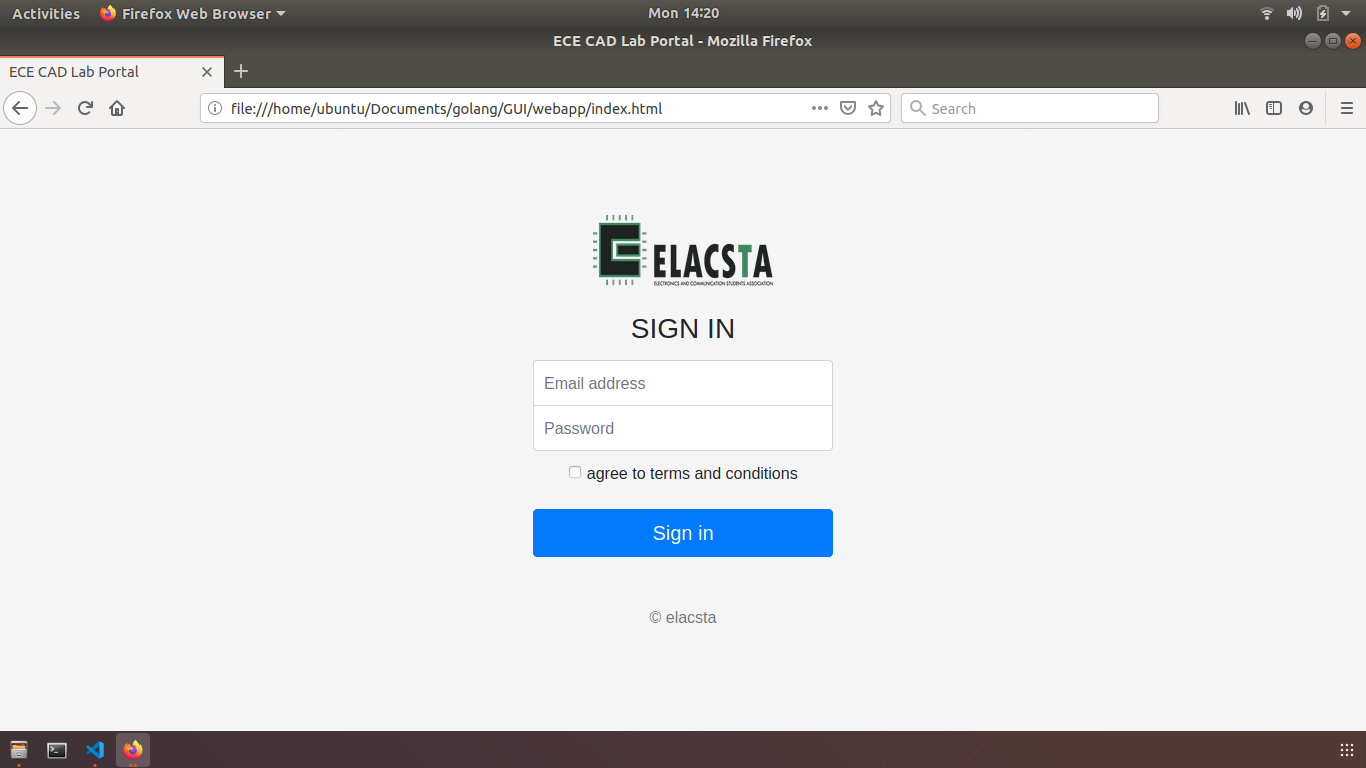 Activities Firefox Web Browser Mon 14:20
ECE CAD Lab Portal - Mozilla Firefox
ECE CAD Lab Portal
file:///home/ubuntu/Documents/golang/GUI/webapp/index.html Search
ELACSTA
ELECTRONICS AND COMMUNICATION STUDENTS ASSOCIATION
SIGN IN
Email address
Password
agree to terms and conditions
Sign in
© elacsta